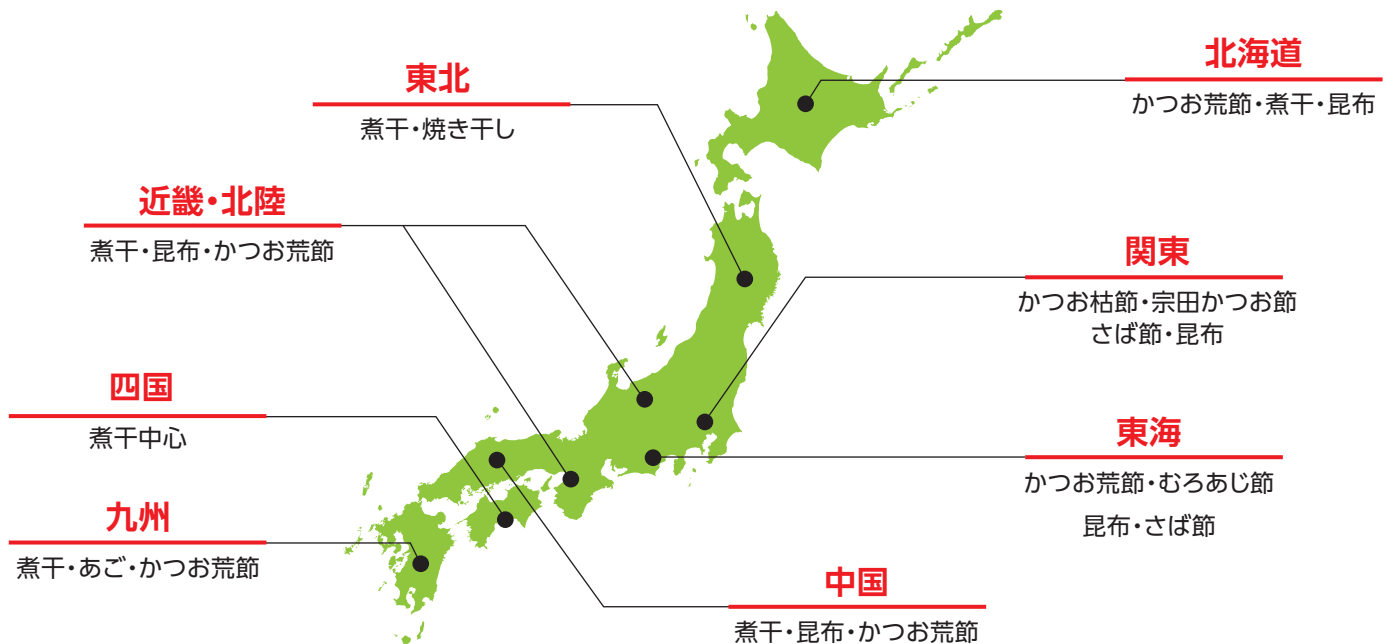 北海道
かつお荒節・煮干・昆布
東北
煮干・焼き干し
近畿・北陸
煮干・昆布・かつお荒節
関東
かつお枯節・宗田かつお節
さば節・昆布
四国
煮干中心
東海
かつお荒節・むろあじ節
昆布・さば節
九州
煮干・あご・かつお荒節
中国
煮干・昆布・かつお荒節